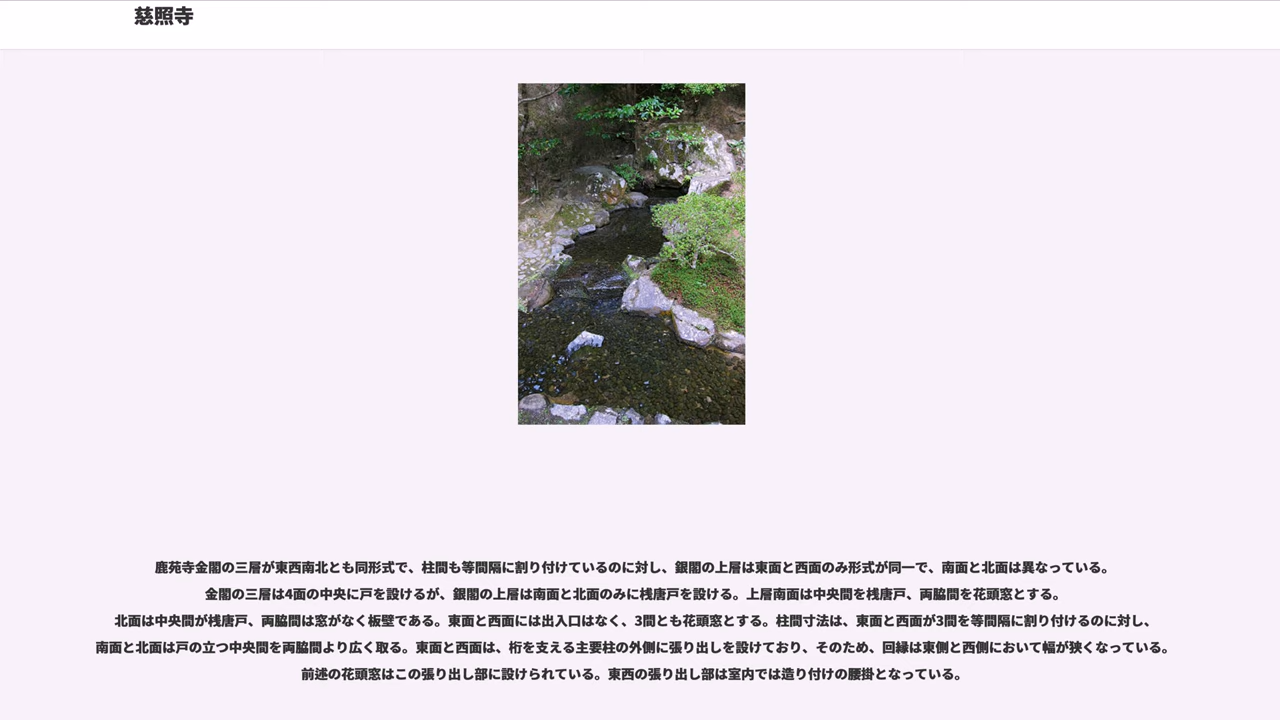 慈照寺
鹿苑寺金閣の三層が東西南北とも同形式で、柱間も等間隔に割り付けているのに対し、銀閣の上層は東面と西面のみ形式が同一で、南面と北面は異なっている。
金閣の三層は4面の中央に戸を設けるが、銀閣の上層は南面と北面のみに桟唐戸を設ける。上層南面は中央間を桟唐戸、両脇間を花頭窓とする。
北面は中央間が桟唐戸、両脇間は窓がなく板壁である。東面と西面には出入口はなく、3間とも花頭窓とする。柱間寸法は、東面と西面が3間を等間隔に割り付けるのに対し、
南面と北面は戸の立つ中央間を両脇間より広く取る。東面と西面は、桁を支える主要柱の外側に張り出しを設けており、そのため、回縁は東側と西側において幅が狭くなっている。
前述の花頭窓はこの張り出し部に設けられている。東西の張り出し部は室内では造り付けの腰掛となっている。